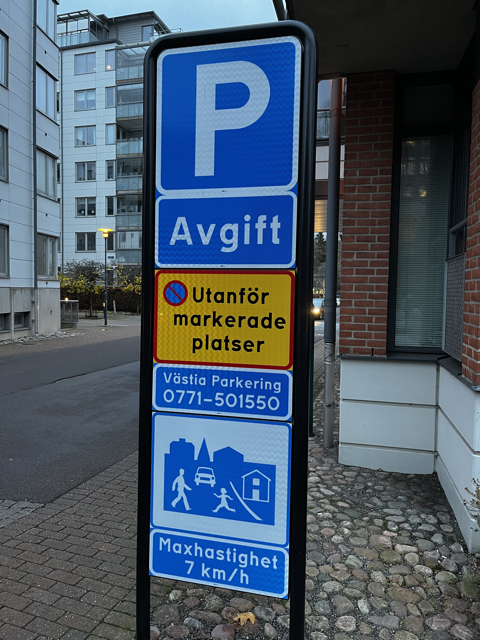 P
Avgift
Utanför
markerade
platser
Västia Parkering
0771-501550
Maxhastighet
7 km/h